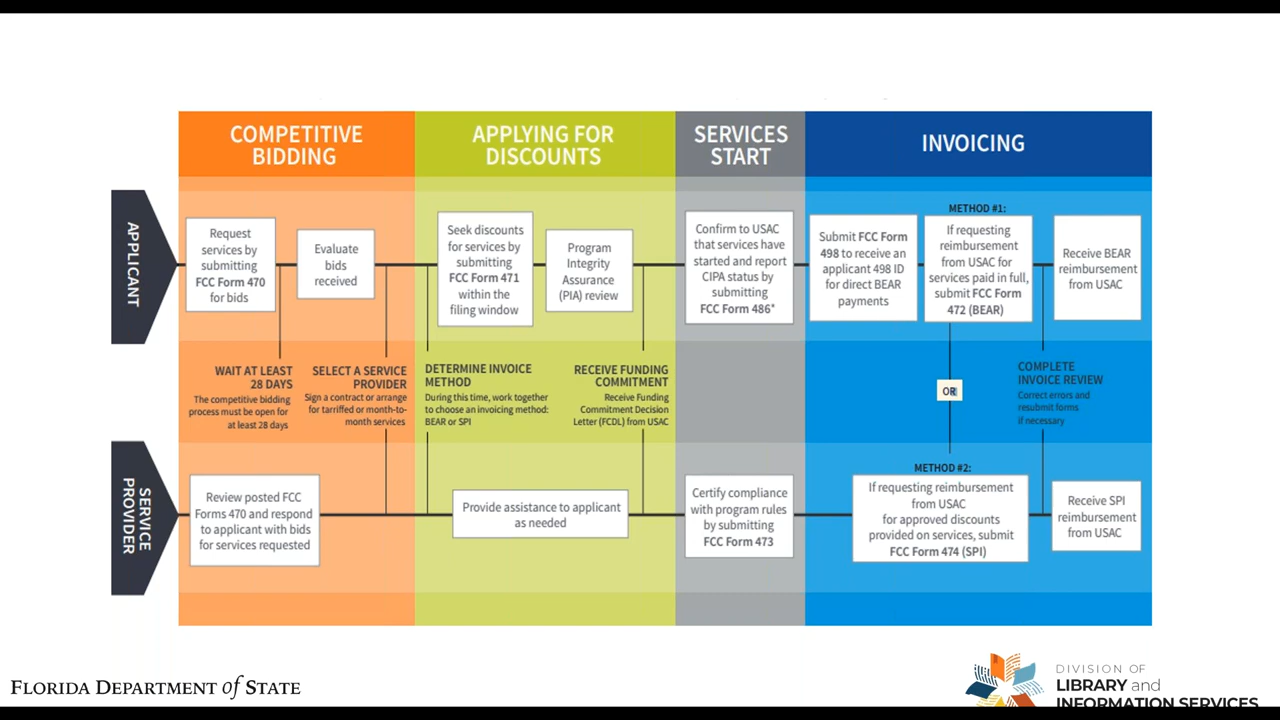 COMPETITIVE
BIDDING
APPLYING FOR
DISCOUNTS
SERVICES
START
INVOICING
APPLICANT
Request
services by
submitting
FCC Form 470
for bids
Evaluate
bids
received
Seek discounts
for services by
submitting
FCC Form 471
within the
filing window
Program
Integrity
Assurance
(PIA) review
Confirm to USAC
that services have
started and report
CIPA status by
submitting
FCC Form 486*
Submit FCC Form
498 to receive an
applicant 498 ID
for direct BEAR
payments
METHOD #1:
If requesting
reimbursement
from USAC for
services paid in full,
submit FCC Form
472 (BEAR)
Receive BEAR
reimbursement
from USAC
WAIT AT LEAST
28 DAYS
The competitive bidding
process must be open for
at least 28 days
SELECT A SERVICE
PROVIDER
Sign a contract or arrange
for tarriffed or month-to-
month services
DETERMINE INVOICE
METHOD
During this time, work together
to choose an invoicing method:
BEAR or SPI
RECEIVE FUNDING
COMMITMENT
Receive Funding
Commitment Decision
Letter (FCDL) from USAC
OR
COMPLETE
INVOICE REVIEW
Correct errors and
resubmit forms
if necessary
SERVICE
PROVIDER
Review posted FCC
Forms 470 and respond
to applicant with bids
for services requested
Provide assistance to applicant
as needed
Certify compliance
with program rules
by submitting
FCC Form 473
METHOD #2:
If requesting reimbursement
from USAC
for approved discounts
provided on services, submit
FCC Form 474 (SPI)
Receive SPI
reimbursement
from USAC
FLORIDA DEPARTMENT of STATE
DIVISION OF
LIBRARY and
INFORMATION SERVICES